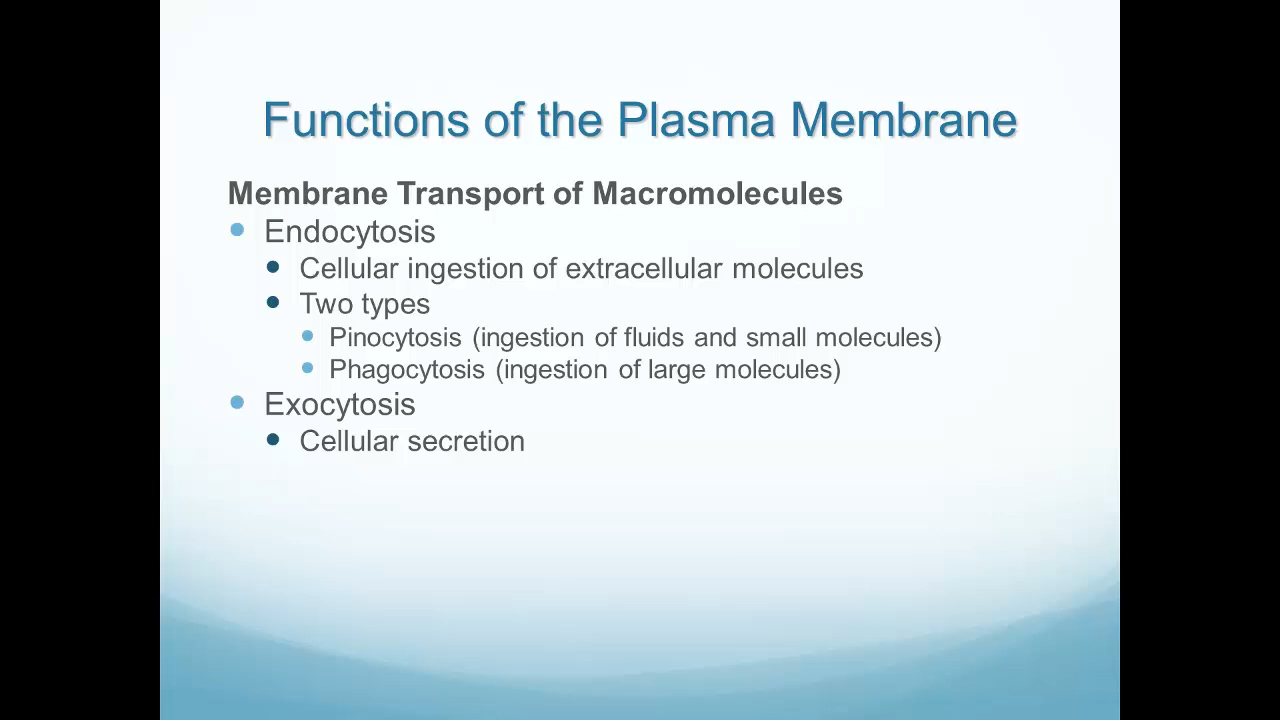 Functions of the Plasma Membrane
Membrane Transport of Macromolecules
Endocytosis
Cellular ingestion of extracellular molecules
Two types
Pinocytosis (ingestion of fluids and small molecules)
Phagocytosis (ingestion of large molecules)
Exocytosis
Cellular secretion